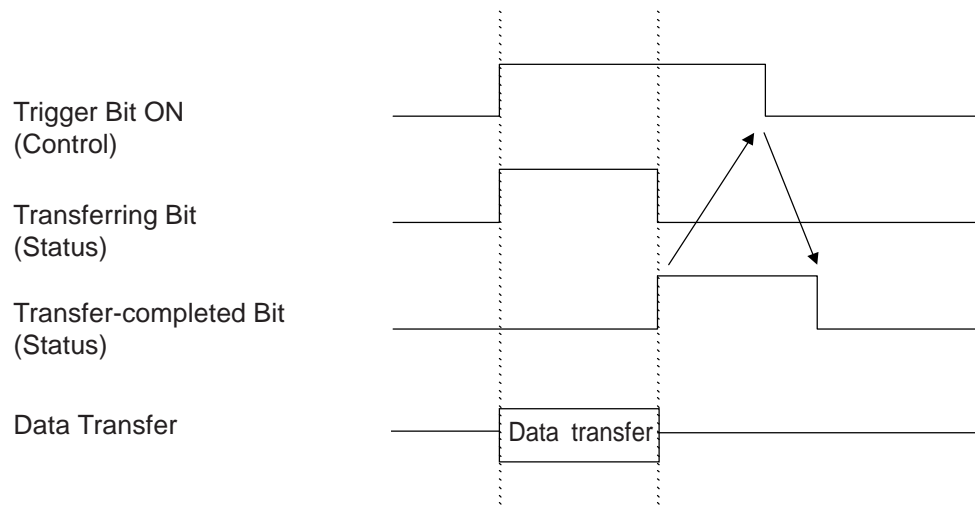 Trigger Bit ON
(Control)
Transferring Bit
(Status)
Transfer-completed Bit
(Status)
Data Transfer
Data transfer